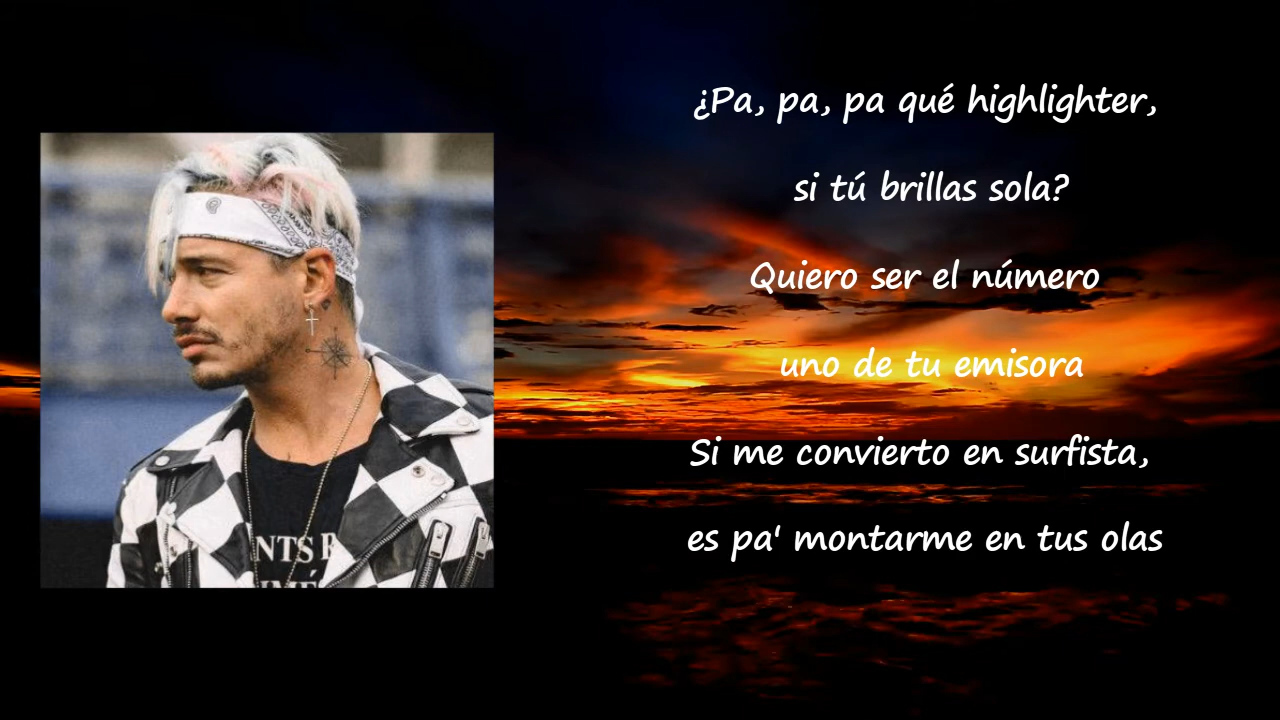 ¿Pa, pa, pa qué highlighter,
si tú brillas sola?
Quiero ser el número
uno de tu emisora
Si me convierto en surfista,
es pa' montarme en tus olas
NTS